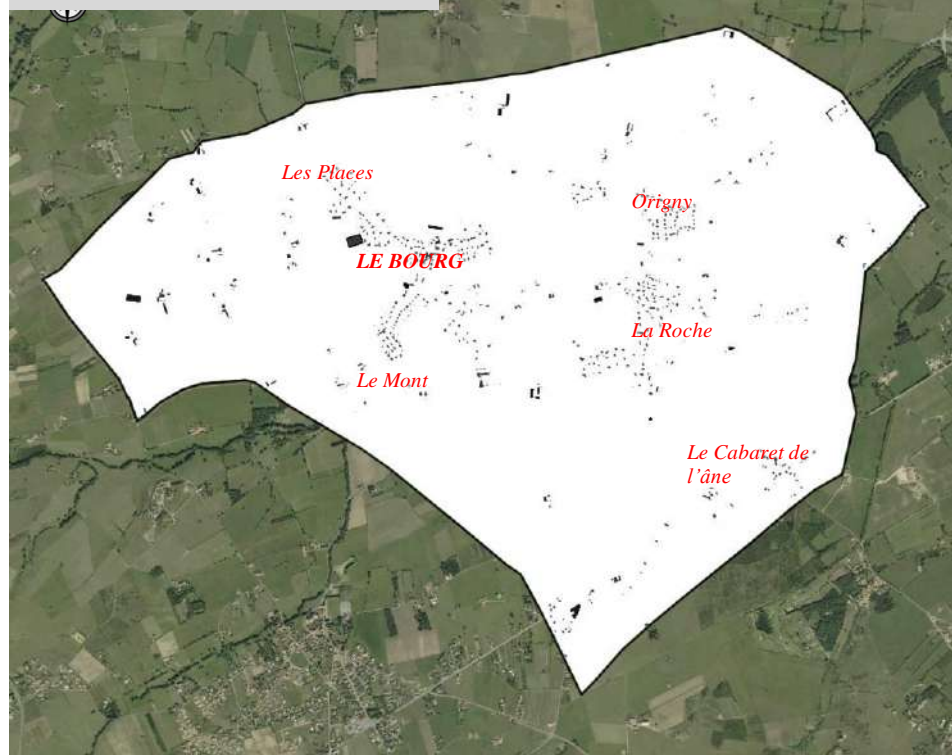 Les Places
Origny
LE BOURG
La Roche
Le Mont
Le Cabaret de
l'âne